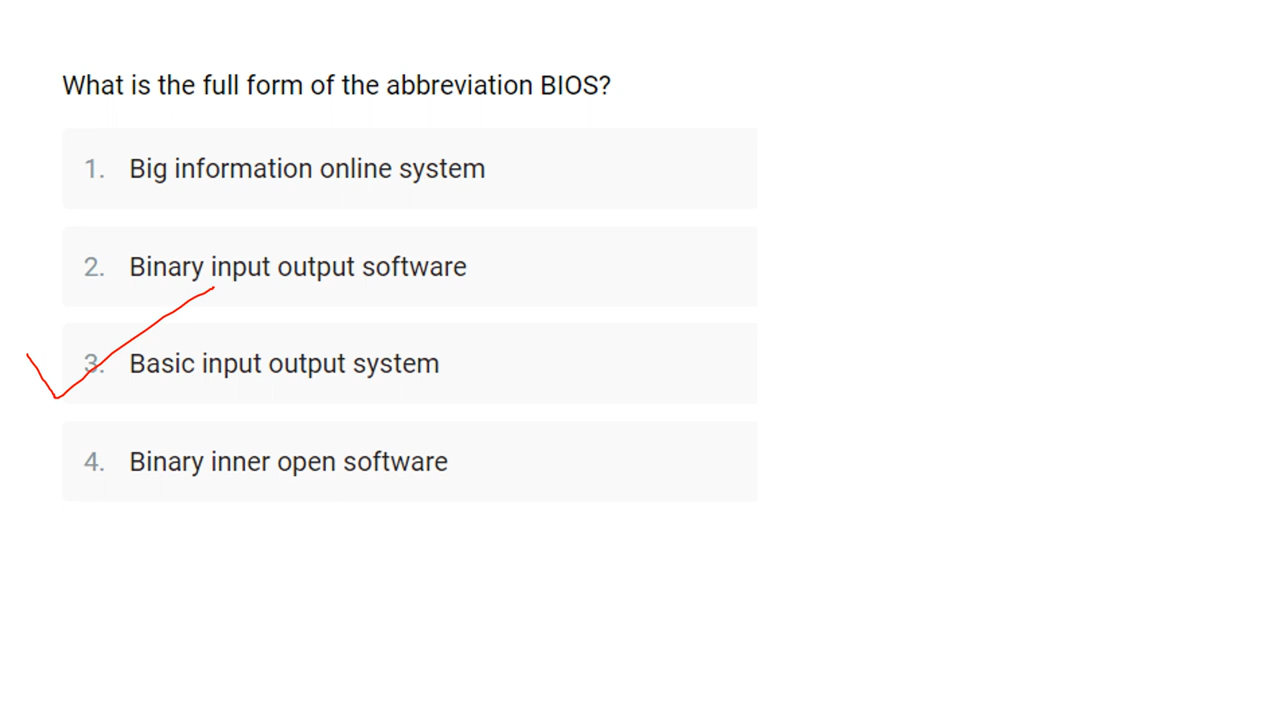 What is the full form of the abbreviation BIOS?
1. Big information online system
2. Binary input output software
3. Basic input output system
4. Binary inner open software